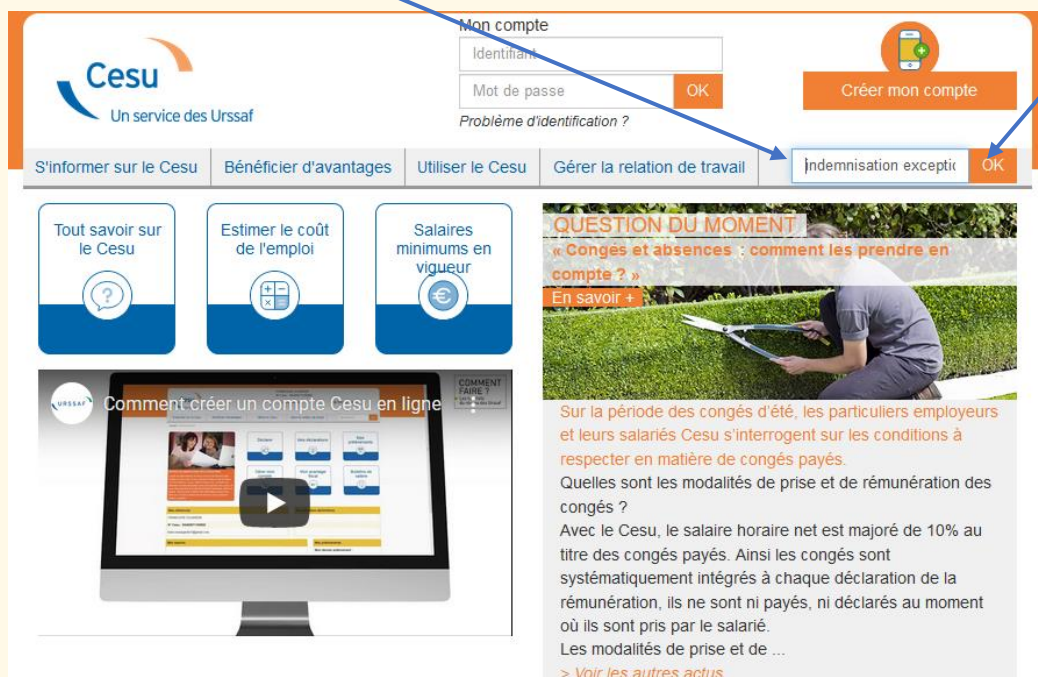 Mon compte
Identifiant
Mot de passe
OK
Problème d'identification ?
Créer mon compte
Cesu
Un service des Urssaf
S'informer sur le Cesu
Bénéficier d'avantages
Utiliser le Cesu
Gérer la relation de travail
indemnisation exceptic
OK
Tout savoir sur
le Cesu
Estimer le coût
de l'emploi
Salaires
minimums en
vigueur
QUESTION DU MOMENT
« Congés et absences : comment les prendre en
compte ? »
En savoir +
URSSAF
Comment créer un compte Cesu en ligne
COMMENT
FAIRE ?
Sur la période des congés d'été, les particuliers employeurs
et leurs salariés Cesu s'interrogent sur les conditions à
respecter en matière de congés payés.
Quelles sont les modalités de prise et de rémunération des
congés ?
Avec le Cesu, le salaire horaire net est majoré de 10% au
titre des congés payés. Ainsi les congés sont
systématiquement intégrés à chaque déclaration de la
rémunération, ils ne sont ni payés, ni déclarés au moment
où ils sont pris par le salarié.
Les modalités de prise et de ...
> Voir les autres actus